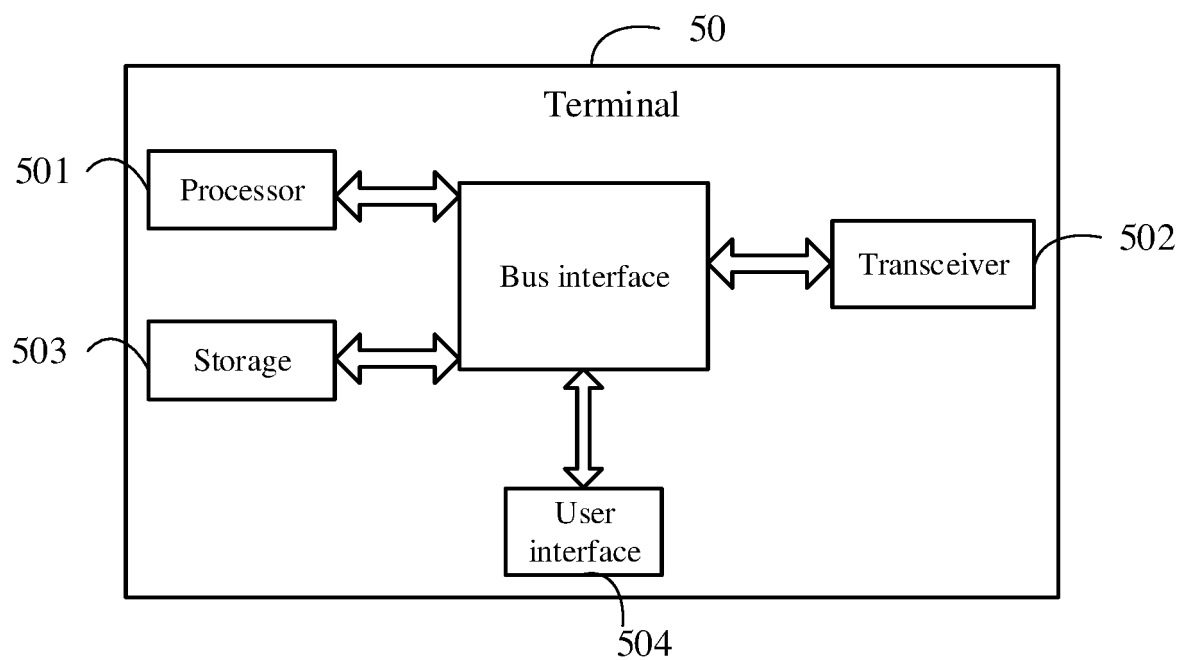 50
Terminal
501
Processor
Bus interface
Transceiver
502
503
Storage
User
interface
504